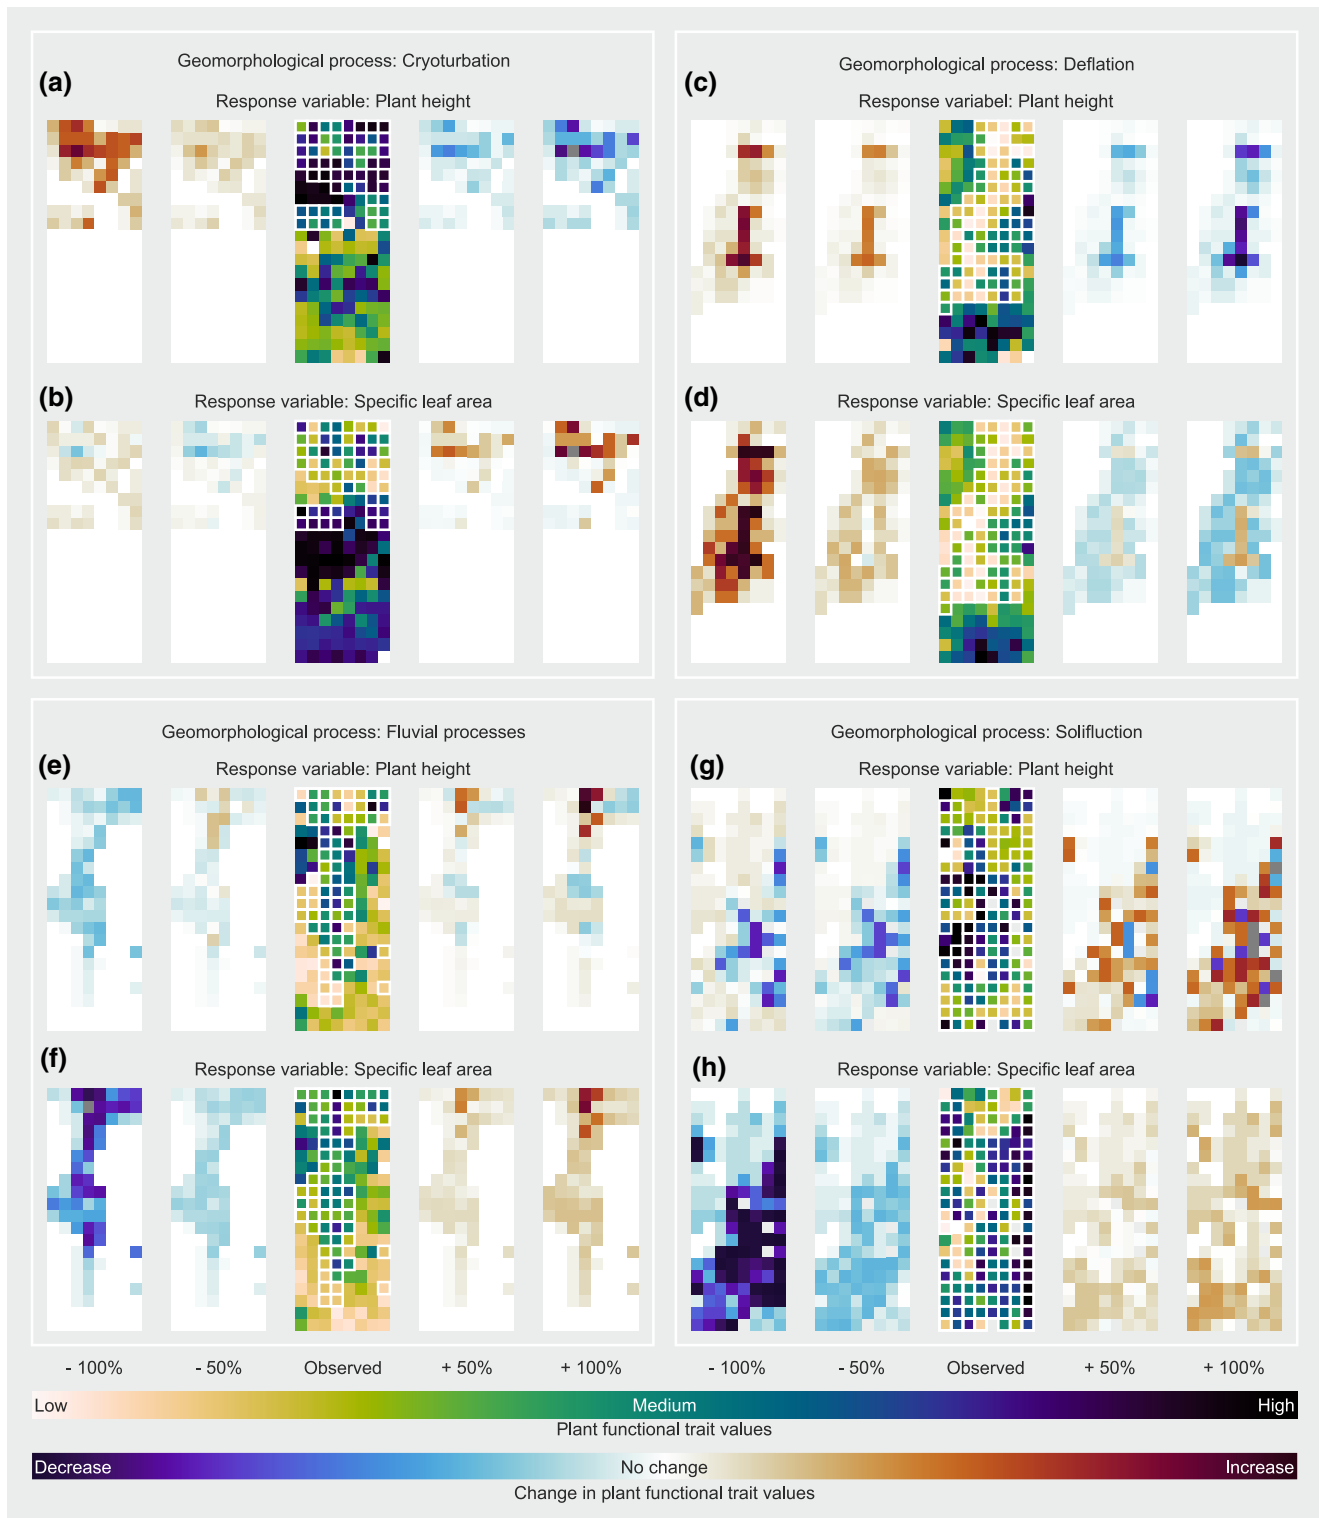 Geomorphological process: Cryoturbation
(a)
Response variable: Plant height
(b)
Response variable: Specific leaf area
Geomorphological process: Deflation
(c)
Response variabel: Plant height
(d)
Response variable: Specific leaf area
Geomorphological process: Fluvial processes
(e)
Response variable: Plant height
(f)
Response variable: Specific leaf area
Geomorphological process: Solifluction
(g)
Response variable: Plant height
(h)
Response variable: Specific leaf area
- 100% - 50% Observed + 50% + 100% - 100% - 50% Observed + 50% + 100%
Low Medium High
Plant functional trait values
Decrease No change Increase
Change in plant functional trait values